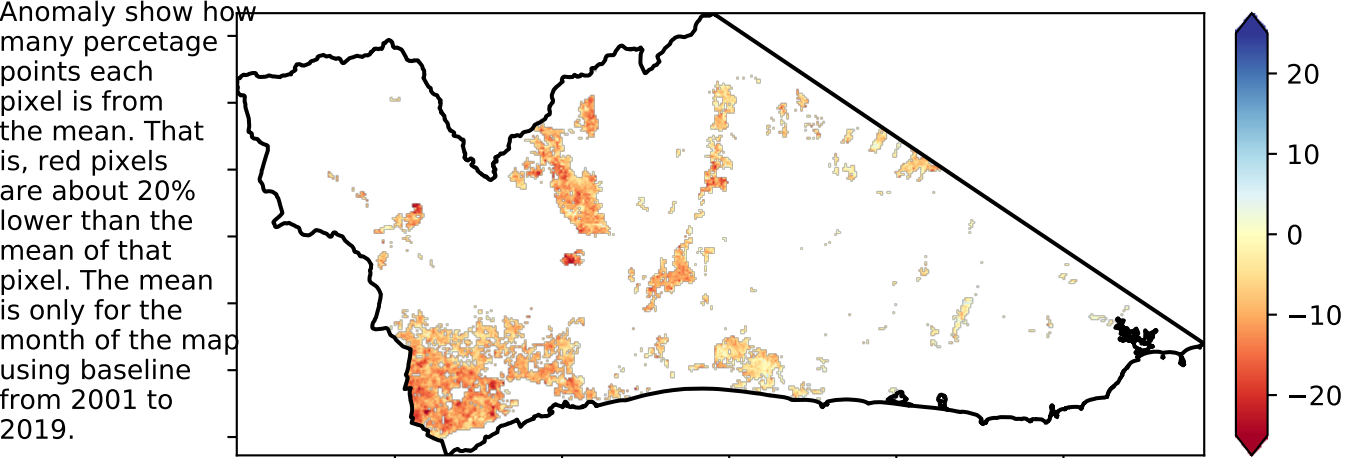 Anomaly show how
many percetage
points each
pixel is from
the mean. That
is, red pixels
are about 20%
lower than the
mean of that
pixel. The mean
is only for the
month of the map
using baseline
from 2001 to
2019.
20
10
0
−10
−20